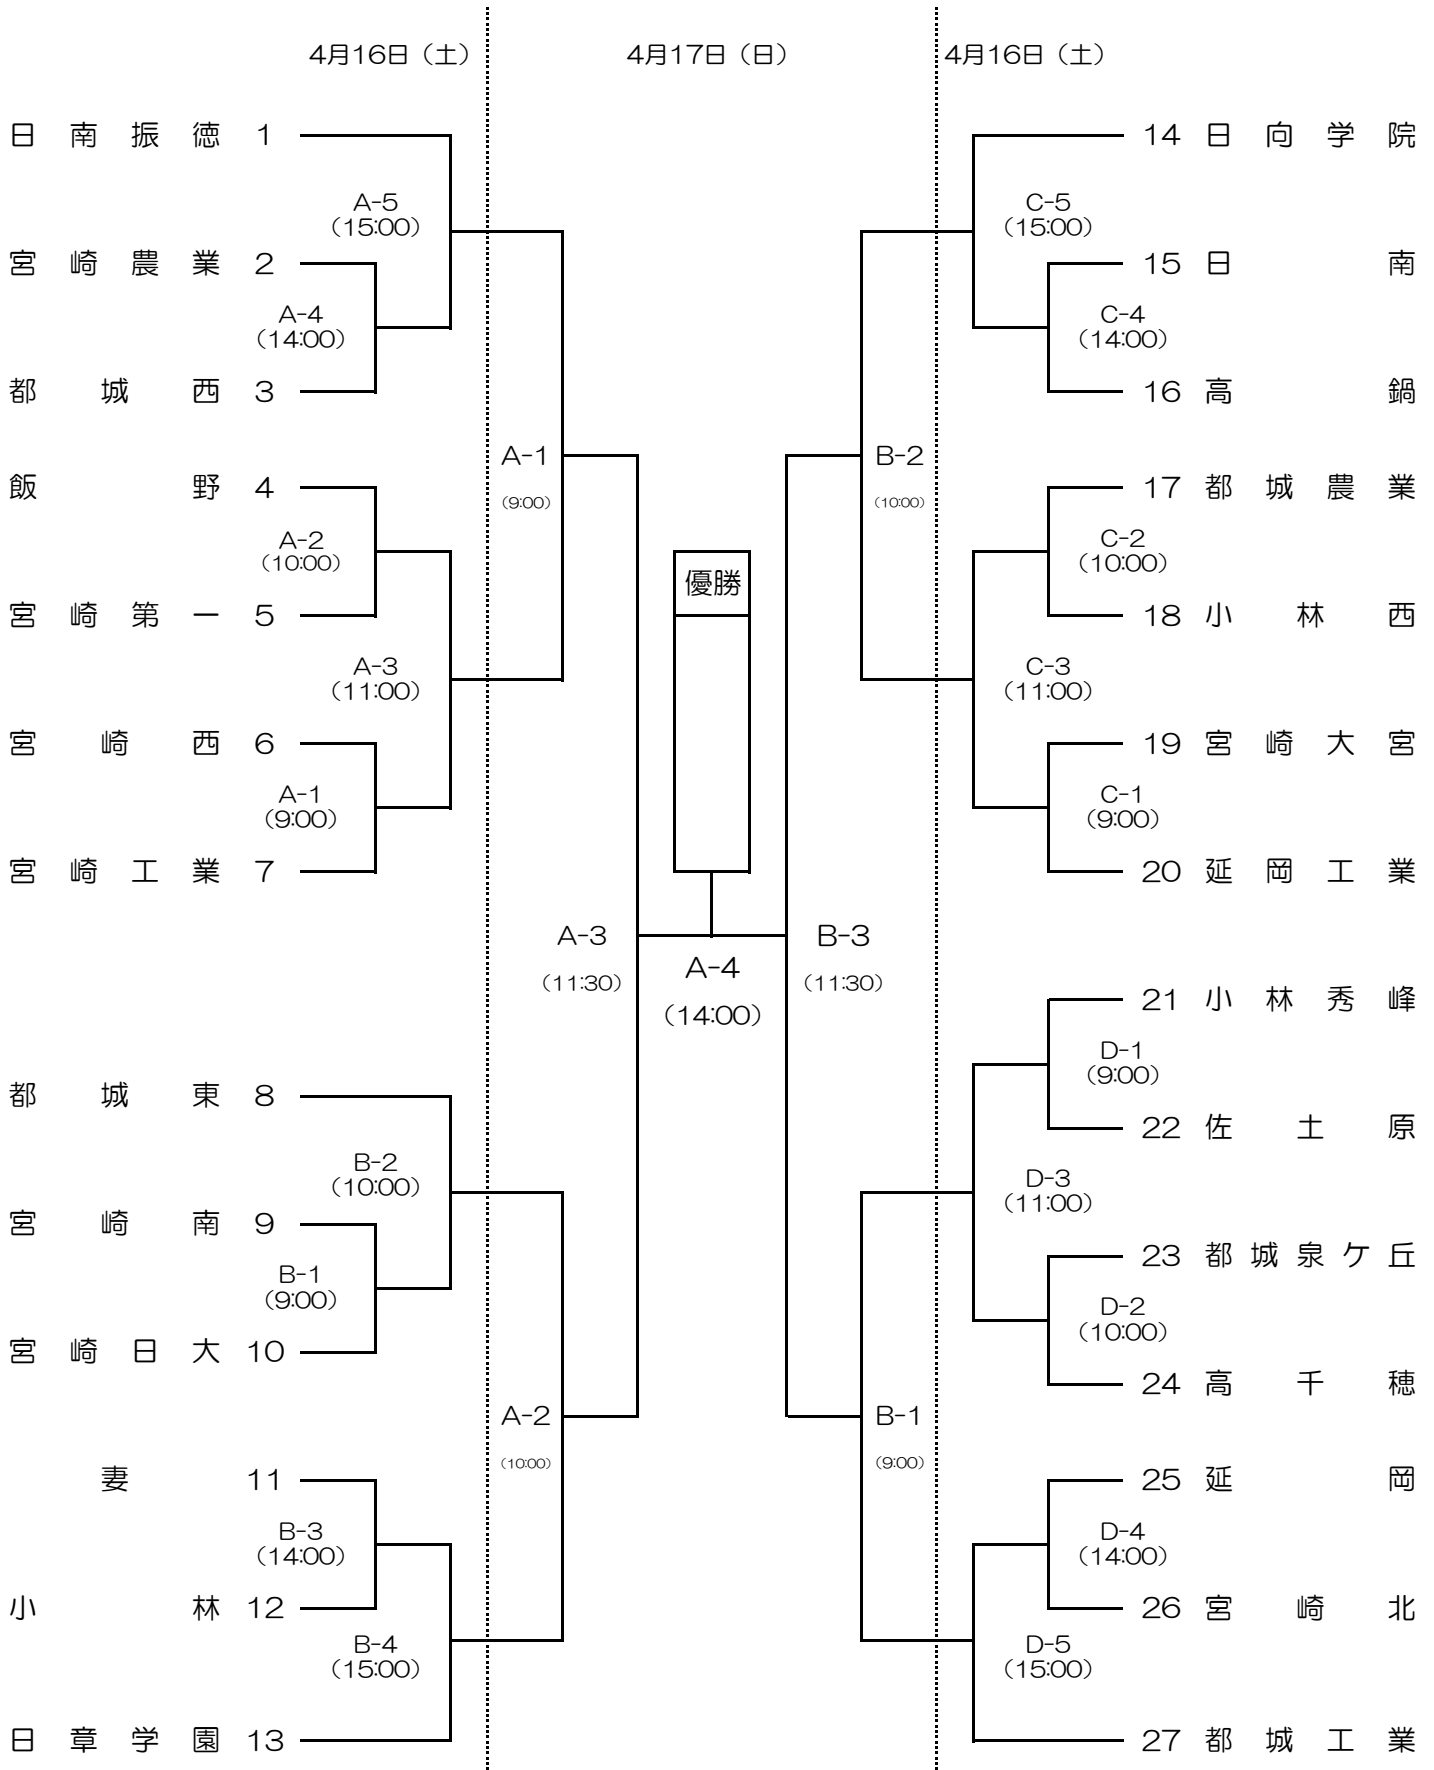 4月16日（土）
4月17日（日）
4月16日（土）
日南振徳 1
A-5
（15:00）
宮崎農業 2
A-4
（14:00）
都城西 3
A-1
（9:00）
飯野 4
A-2
（10:00）
宮崎第一 5
A-3
（11:00）
宮崎西 6
A-1
（9:00）
宮崎工業 7
A-3
（11:30）
都城東 8
B-2
（10:00）
宮崎南 9
B-1
（9:00）
宮崎日大 10
A-2
（10:00）
妻 11
B-3
（14:00）
小林 12
B-4
（15:00）
日章学園 13
優勝
A-4
（14:00）
14 日向学院
C-5
（15:00）
15 日南
C-4
（14:00）
16 高鍋
B-2
（10:00）
17 都城農業
C-2
（10:00）
18 小林西
C-3
（11:00）
19 宮崎大宮
C-1
（9:00）
20 延岡工業
B-3
（11:30）
21 小林秀峰
D-1
（9:00）
22 佐土原
D-3
（11:00）
23 都城泉ケ丘
D-2
（10:00）
24 高千穂
B-1
（9:00）
25 延岡
D-4
（14:00）
26 宮崎北
D-5
（15:00）
27 都城工業